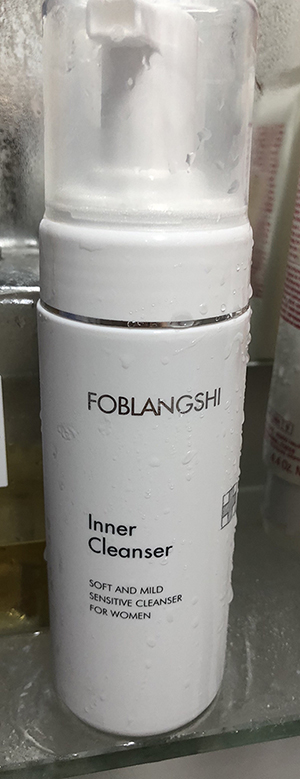 FOBLANGSHI
Inner
Cleanser
SOFT AND MILD
SENSITIVE CLEANSER
FOR WOMEN